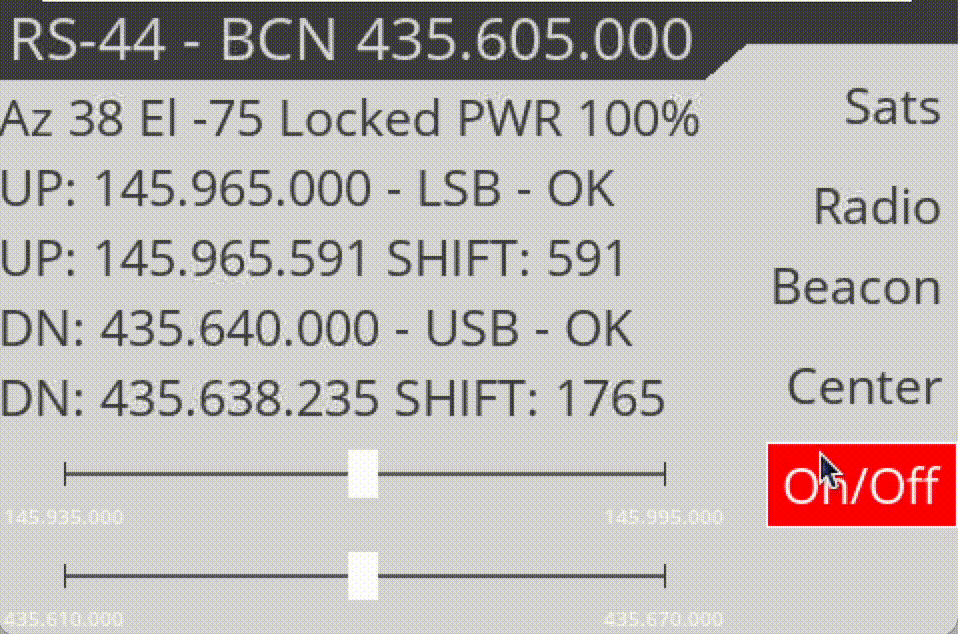 RS-44 - BCN 435.605.000
Az 38 El -75 Locked PWR 100%
UP: 145.965.000 - LSB - OK
UP: 145.965.591 SHIFT: 591
DN: 435.640.000 - USB - OK
DN: 435.638.235 SHIFT: 1765
145.935.000 145.995.000
435.610.000 435.670.000
Sats
Radio
Beacon
Center
On/Off